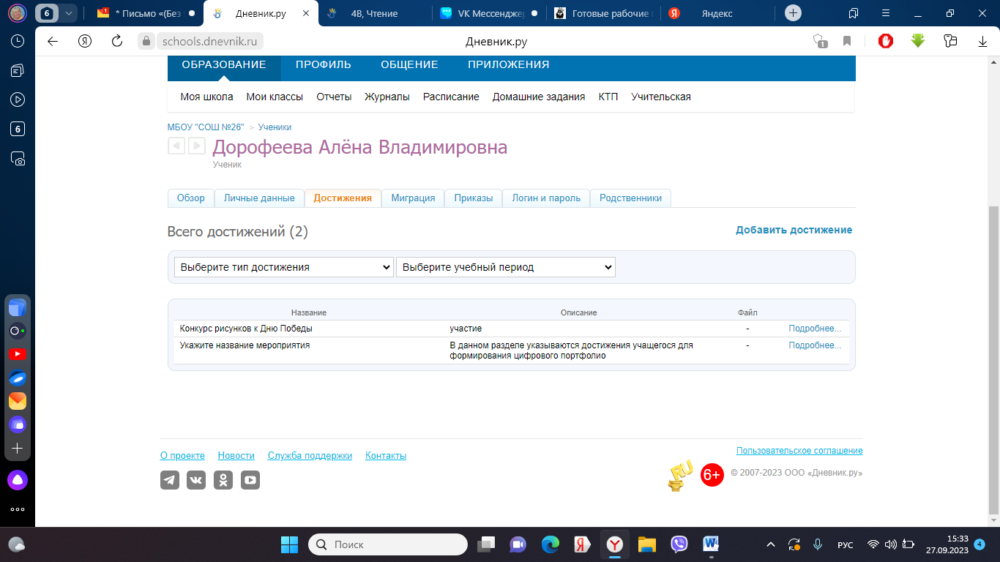 6
* Письмо «(Без
Дневник.ру
4В, Чтение
VK Мессенджер
Готовые рабочие
Яндекс
schools.dnevnik.ru
Дневник.ру
1
ОБРАЗОВАНИЕ ПРОФИЛЬ ОБЩЕНИЕ ПРИЛОЖЕНИЯ
Моя школа Мои классы Отчеты Журналы Расписание Домашние задания КТП Учительская
МБОУ "СОШ №26" > Ученики
Дорофеева Алёна Владимировна
Ученик
Обзор Личные данные Достижения Миграция Приказы Логин и пароль Родственники
Всего достижений (2)
Добавить достижение
Выберите тип достижения Выберите учебный период
Название Описание Файл
Конкурс рисунков к Дню Победы участие - Подробнее...
Укажите название мероприятия В данном разделе указываются достижения учащегося для - Подробнее...
формирования цифрового портфолио
О проекте Новости Служба поддержки Контакты
Пользовательское соглашение
RU
6+
© 2007-2023 ООО «Дневник.ру»
6
Поиск
РУС
15:33
27.09.2023
4